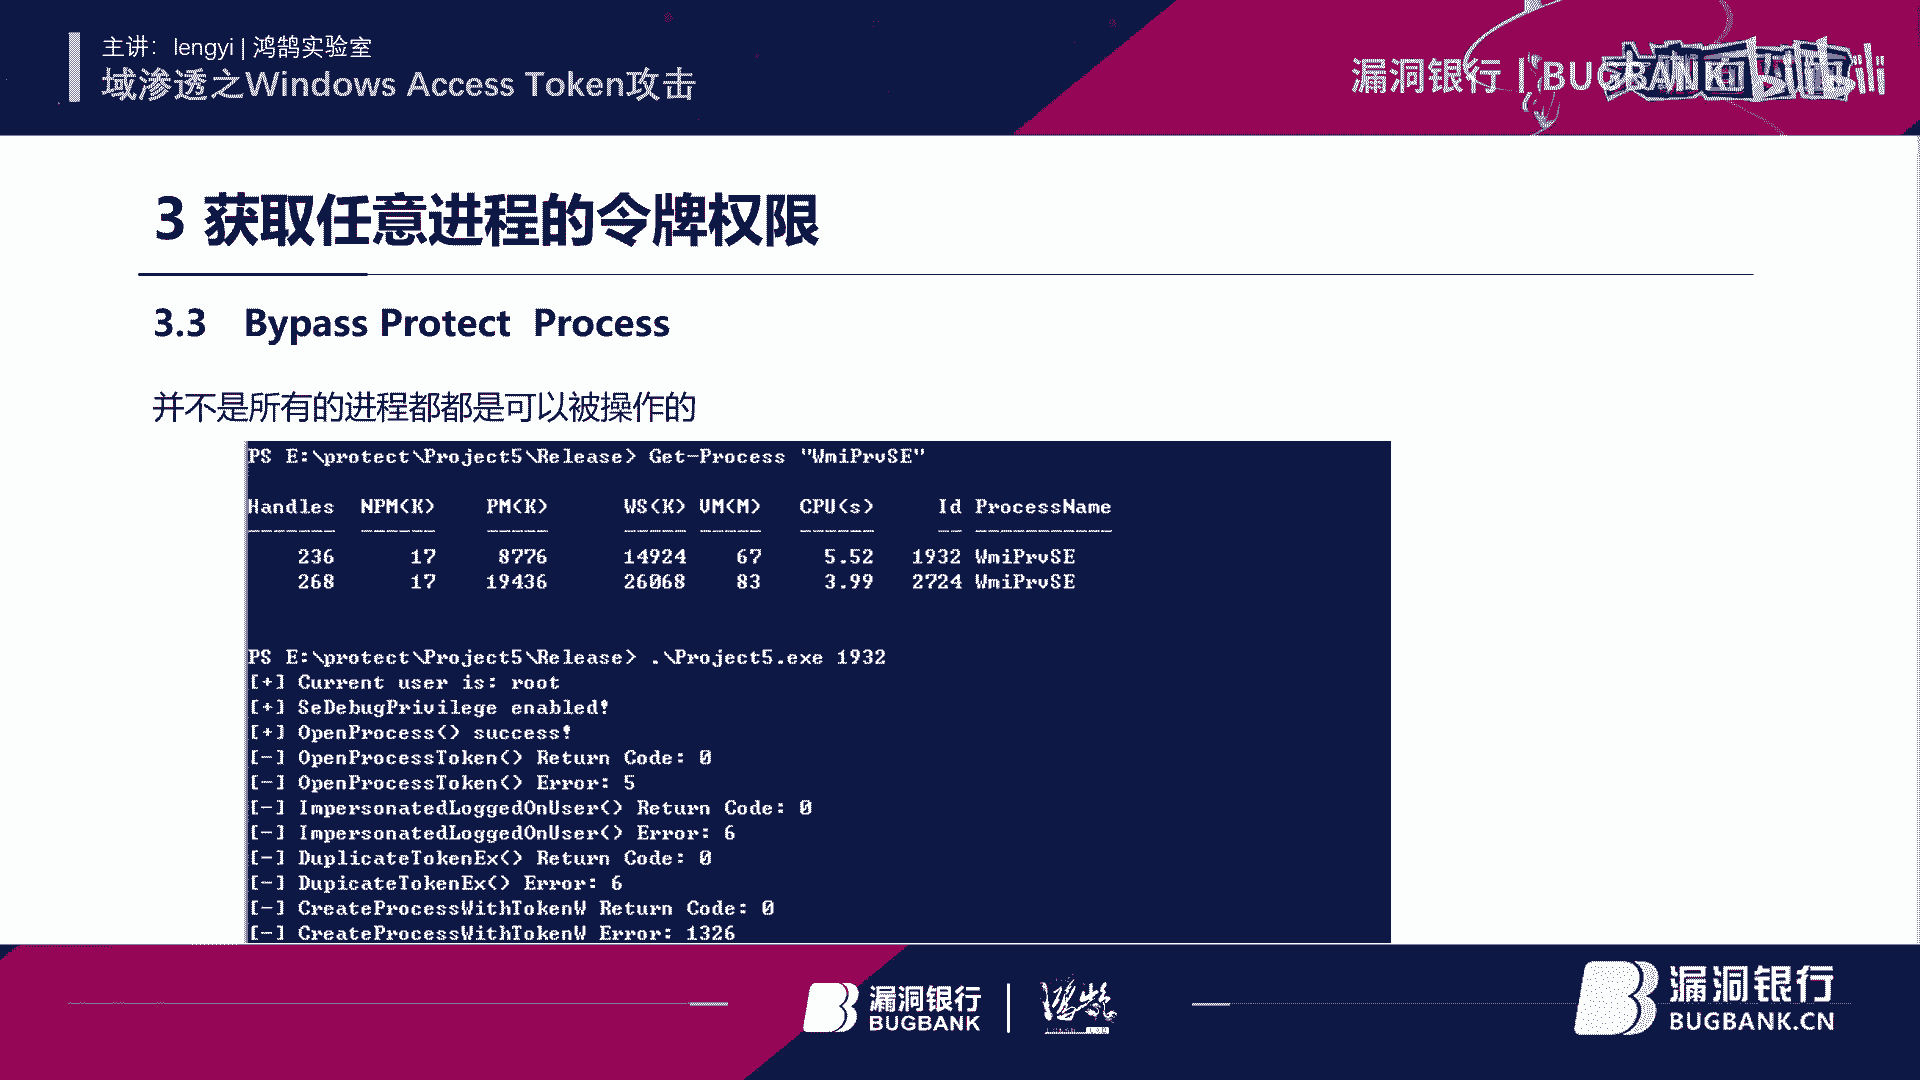 主讲：lengyi | 鸿鹄实验室
域渗透之Windows Access Token攻击
漏洞银行 | BUGBANK
bilibili
3 获取任意进程的令牌权限
3.3 Bypass Protect Process
并不是所有的进程都都是可以被操作的
PS E:\protect\Project5\Release> Get-Process "WmiPrvSE"
Handles NPM(K) PM(K) WS(K) VM(M) CPU(s) Id ProcessName
------- ------ ----- ----- ----- ------ -- -----------
236 17 8776 14924 67 5.52 1932 WmiPrvSE
268 17 19436 26068 83 3.99 2724 WmiPrvSE
PS E:\protect\Project5\Release> .\Project5.exe 1932
[+] Current user is: root
[+] SeDebugPrivilege enabled!
[+] OpenProcess() success!
[-] OpenProcessToken() Return Code: 0
[-] OpenProcessToken() Error: 5
[-] ImpersonatedLoggedOnUser() Return Code: 0
[-] ImpersonatedLoggedOnUser() Error: 6
[-] DuplicateTokenEx() Return Code: 0
[-] DupicateTokenEx() Error: 6
[-] CreateProcessWithTokenW Return Code: 0
[-] CreateProcessWithTokenW Error: 1326
漏洞银行
BUGBANK
鸿鹄
漏洞银行
BUGBANK.CN